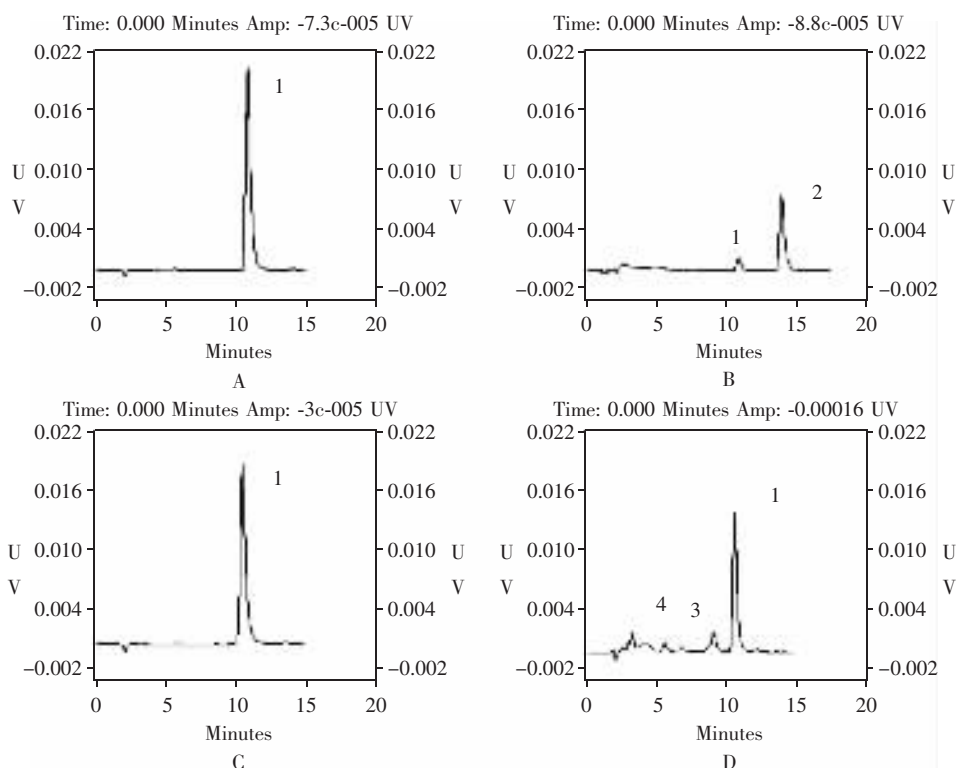 Time: 0.000 Minutes Amp: -7.3c-005 UV
0.022 0.022
1
0.016 0.016
U 0.010 0.010 U
V V
0.004 0.004
−0.002 −0.002
0 5 10 15 20
Minutes
A
Time: 0.000 Minutes Amp: -8.8c-005 UV
0.022 0.022
0.016 0.016
U 0.010 0.010 U
2
V V
0.004 0.004
1
−0.002 −0.002
0 5 10 15 20
Minutes
B
Time: 0.000 Minutes Amp: -3c-005 UV
0.022 0.022
1
0.016 0.016
U 0.010 0.010 U
V V
0.004 0.004
−0.002 −0.002
0 5 10 15 20
Minutes
C
Time: 0.000 Minutes Amp: -0.00016 UV
0.022 0.022
0.016 1 0.016
U 0.010 0.010 U
V V
0.004 4 3 0.004
−0.002 −0.002
0 5 10 15 20
Minutes
D